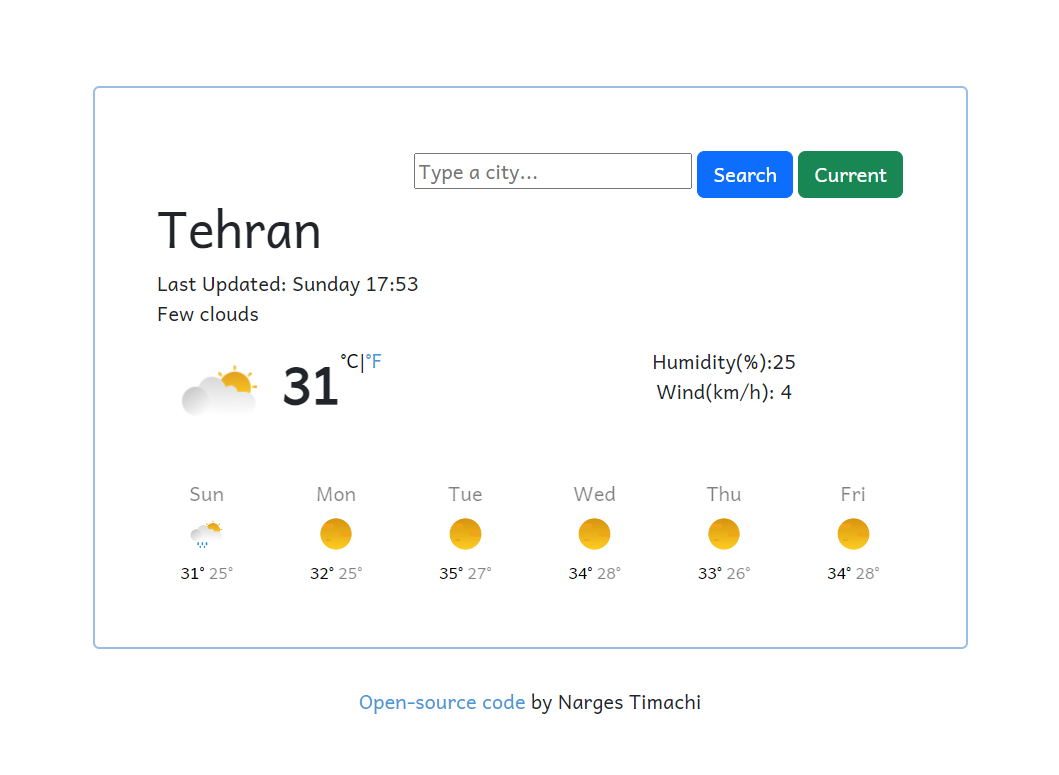 Type a city... Search Current
Tehran
Last Updated: Sunday 17:53
Few clouds
31 °C|°F
Humidity(%):25
Wind(km/h): 4
Sun Mon Tue Wed Thu Fri
31° 25° 32° 25° 35° 27° 34° 28° 33° 26° 34° 28°
Open-source code by Narges Timachi